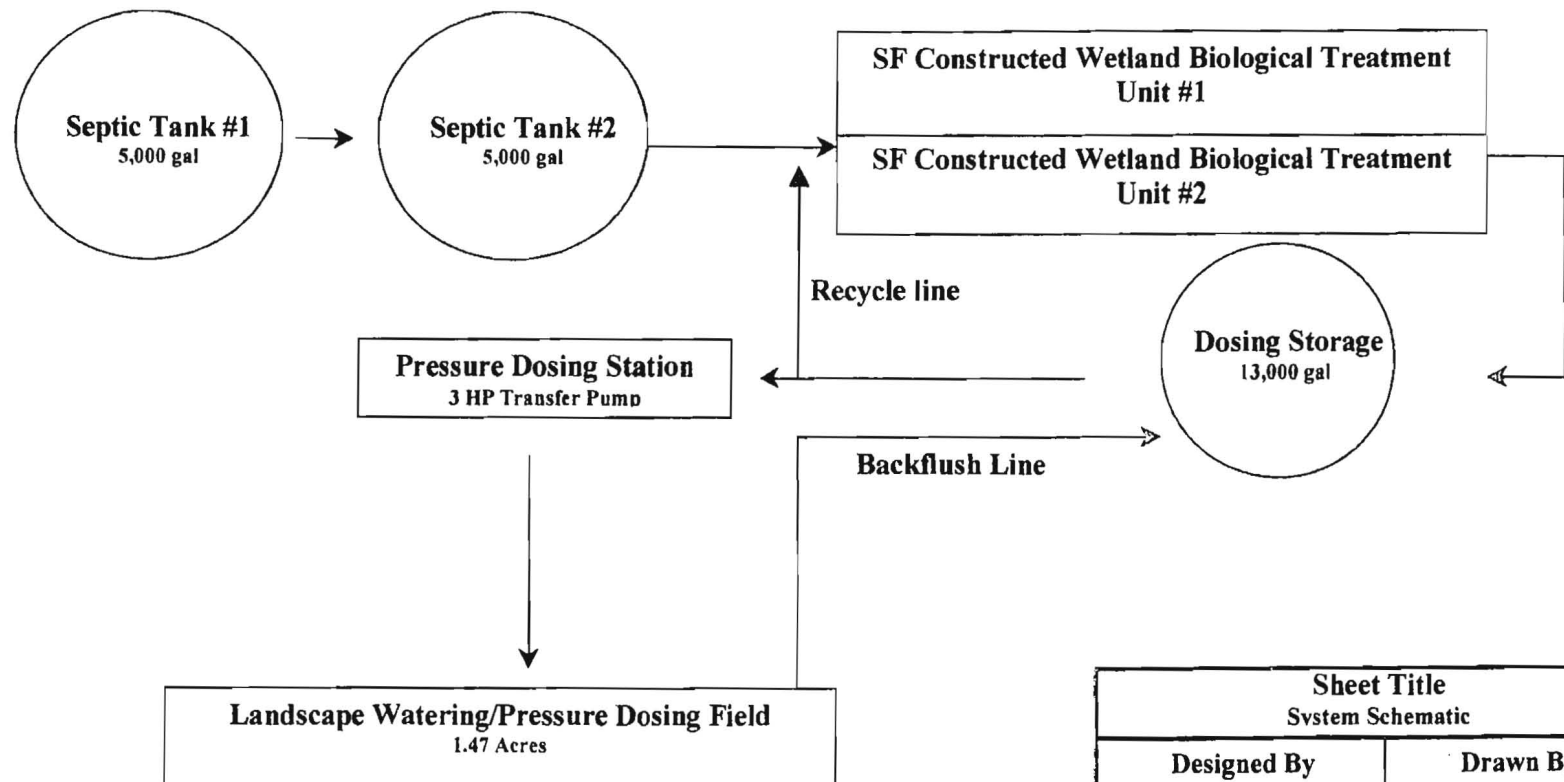 Septic Tank #1
5,000 gal
Septic Tank #2
5,000 gal
SF Constructed Wetland Biological Treatment
Unit #1
SF Constructed Wetland Biological Treatment
Unit #2
Recycle line
Dosing Storage
13,000 gal
Pressure Dosing Station
3 HP Transfer Pump
Backflush Line
Landscape Watering/Pressure Dosing Field
1.47 Acres
Sheet Title
System Schematic
Designed By
Drawn B